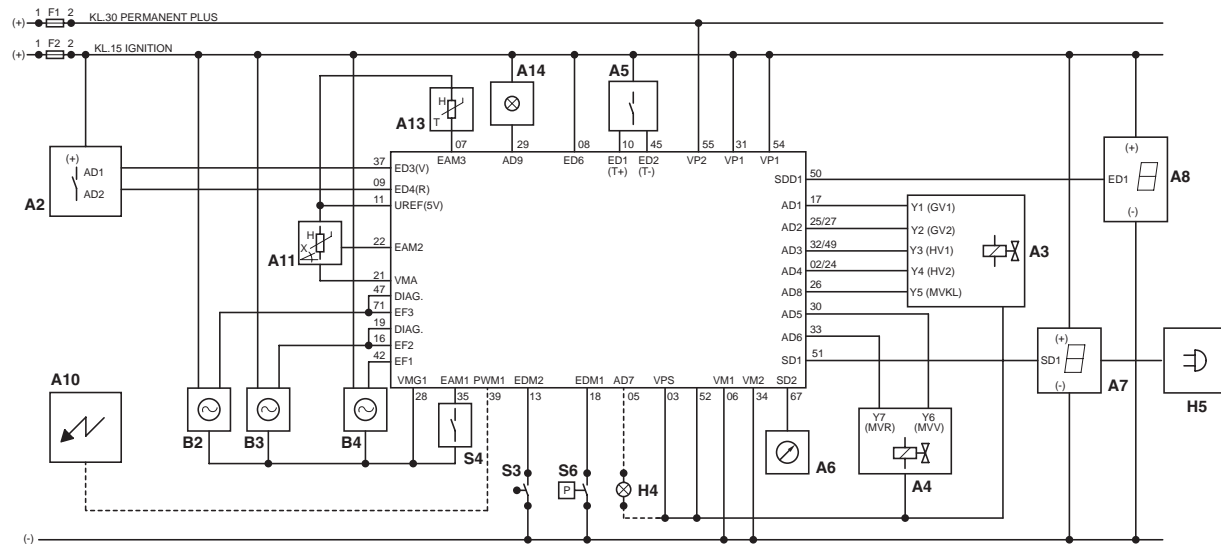 (+) 1 F1 2 KL.30 PERMANENT PLUS
(+) 1 F2 2 KL.15 IGNITION
A14 A5
H
T
A13
07 29 08 10 45 55 31 54
EAM3 AD9 ED6 ED1 (T+) ED2 (T-) VP2 VP1 VP1
(+)
AD1
AD2
A2
37 ED3(V)
09 ED4(R)
11 UREF(5V)
H
X
A11
22 EAM2
21 VMA
47 DIAG.
71 EF3
19 DIAG.
16 EF2
42 EF1
SDD1 50
AD1 17
AD2 25/27
AD3 32/49
AD4 02/24
AD8 26
AD5 30
AD6 33
SD1 51
Y1 (GV1)
Y2 (GV2)
Y3 (HV1)
Y4 (HV2)
Y5 (MVKL)
A3
(+)
ED1
(-)
A8
(+)
SD1
(-)
A7
H5
VMG1 EAM1 PWM1 EDM2 EDM1 AD7 VPS VM1 VM2 SD2
28 35 39 13 18 05 03 52 06 34 67
A10
B2 B3 B4 S4
S3
S6
P
H4
A6
Y7 (MVR)
Y6 (MVV)
A4
(-)